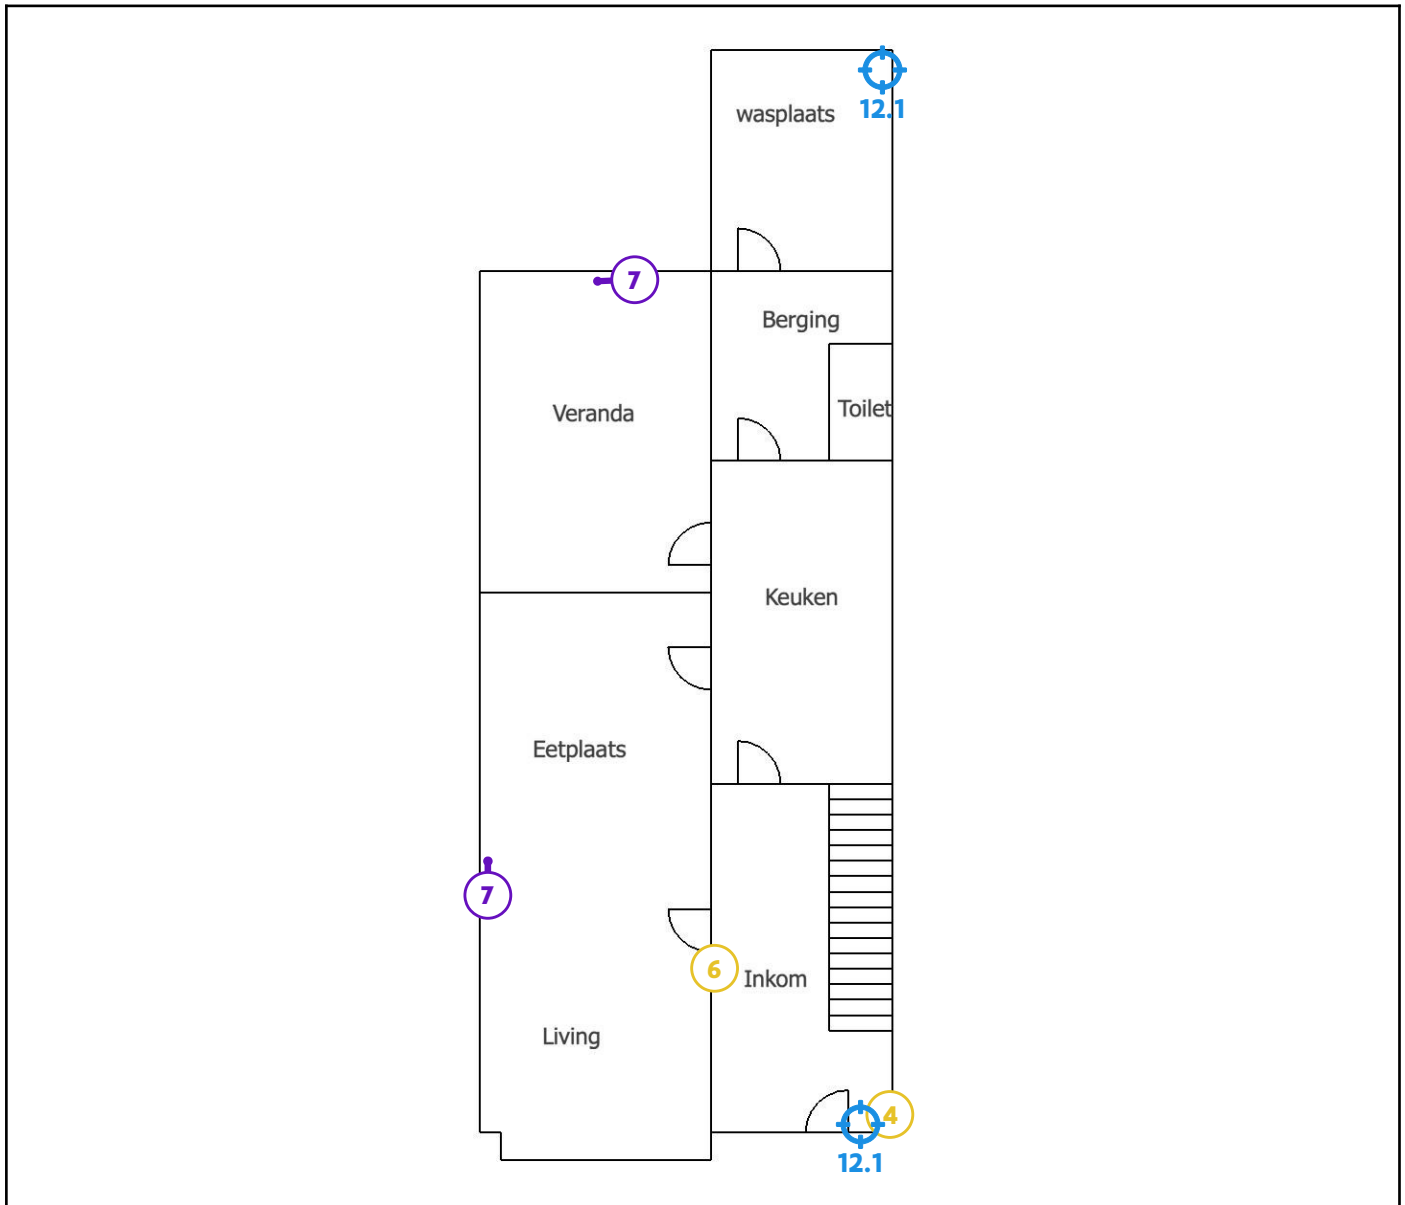 wasplaats
12.1
7
Berging
Veranda
Toilet
Keuken
Eetplaats
7
6
Inkom
Living
4
12.1